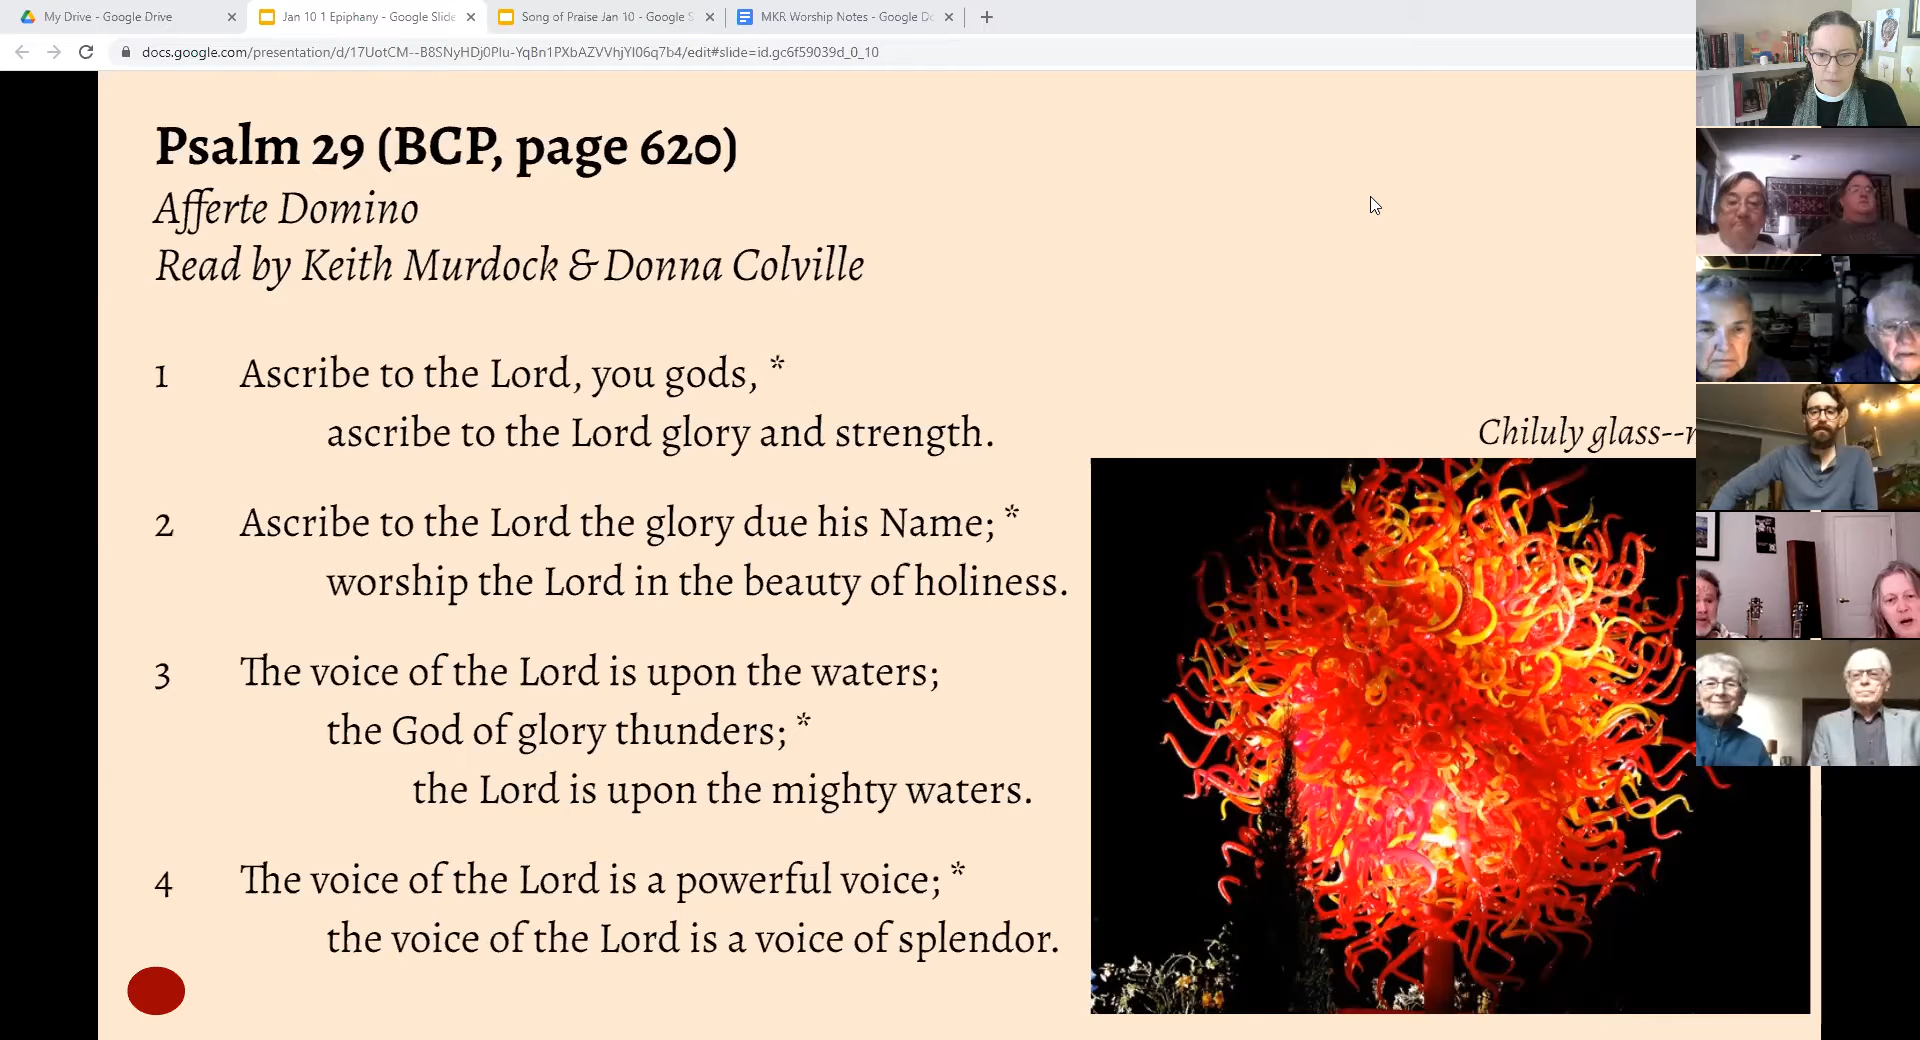 My Drive - Google Drive
Jan 10 1 Epiphany - Google Slide
Song of Praise Jan 10 - Google S
MKR Worship Notes - Google Do
docs.google.com/presentation/d/17UotCM--B8SNyHDj0Plu-YqBn1PXbAZVVhjYl06q7b4/edit#slide=id.gc6f59039d_0_10
Psalm 29 (BCP, page 620)
Afferte Domino
Read by Keith Murdock & Donna Colville
1 Ascribe to the Lord, you gods, *
ascribe to the Lord glory and strength.
2 Ascribe to the Lord the glory due his Name; *
worship the Lord in the beauty of holiness.
3 The voice of the Lord is upon the waters;
the God of glory thunders; *
the Lord is upon the mighty waters.
4 The voice of the Lord is a powerful voice; *
the voice of the Lord is a voice of splendor.
Chiluly glass--